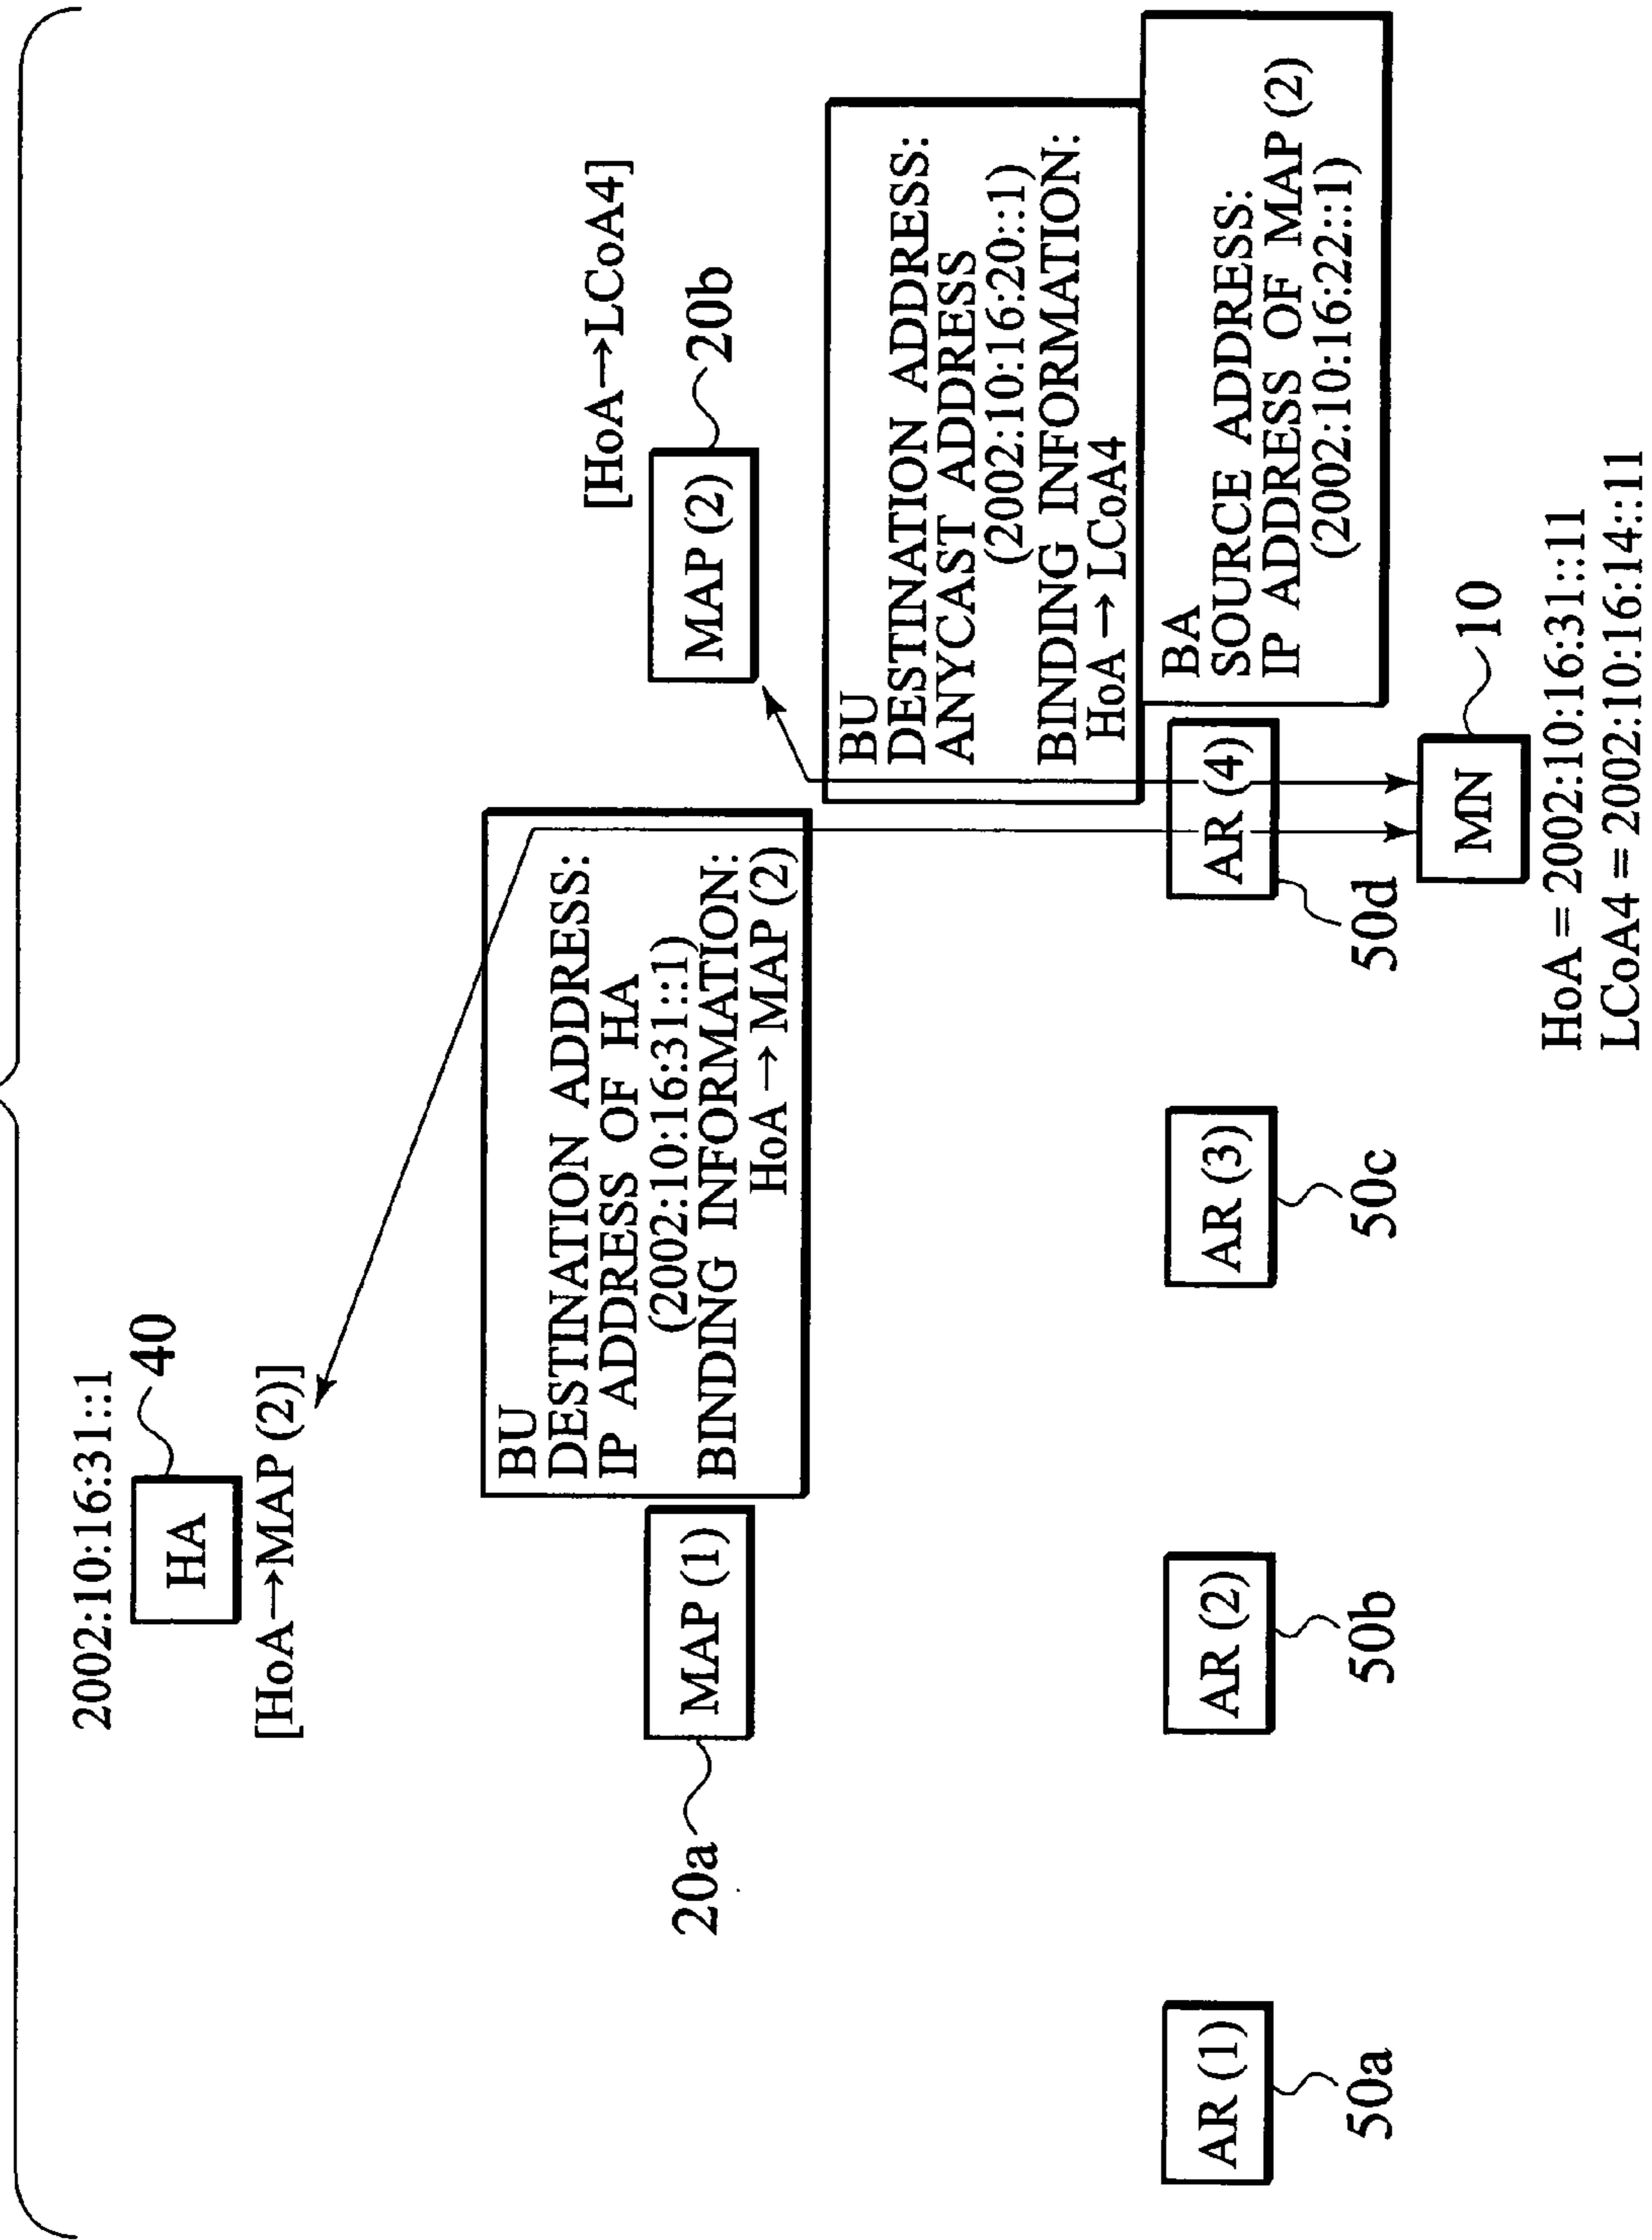 2002:10:16:31::1
HA
40
[HoA→MAP (2)]
[HoA→LCoA4]
MAP (1)
20a
MAP (2)
20b
BU
DESTINATION ADDRESS:
IP ADDRESS OF HA
(2002:10:16:31::1)
BINDING INFORMATION:
HoA → MAP (2)
BU
DESTINATION ADDRESS:
ANYCAST ADDRESS
(2002:10:16:20::1)
BINDING INFORMATION:
HoA → LCoA4
BA
SOURCE ADDRESS:
IP ADDRESS OF MAP (2)
(2002:10:16:22::1)
AR (1)
50a
AR (2)
50b
AR (3)
50c
AR (4)
50d
MN
10
HoA = 2002:10:16:31::11
LCoA4 = 2002:10:16:14::11